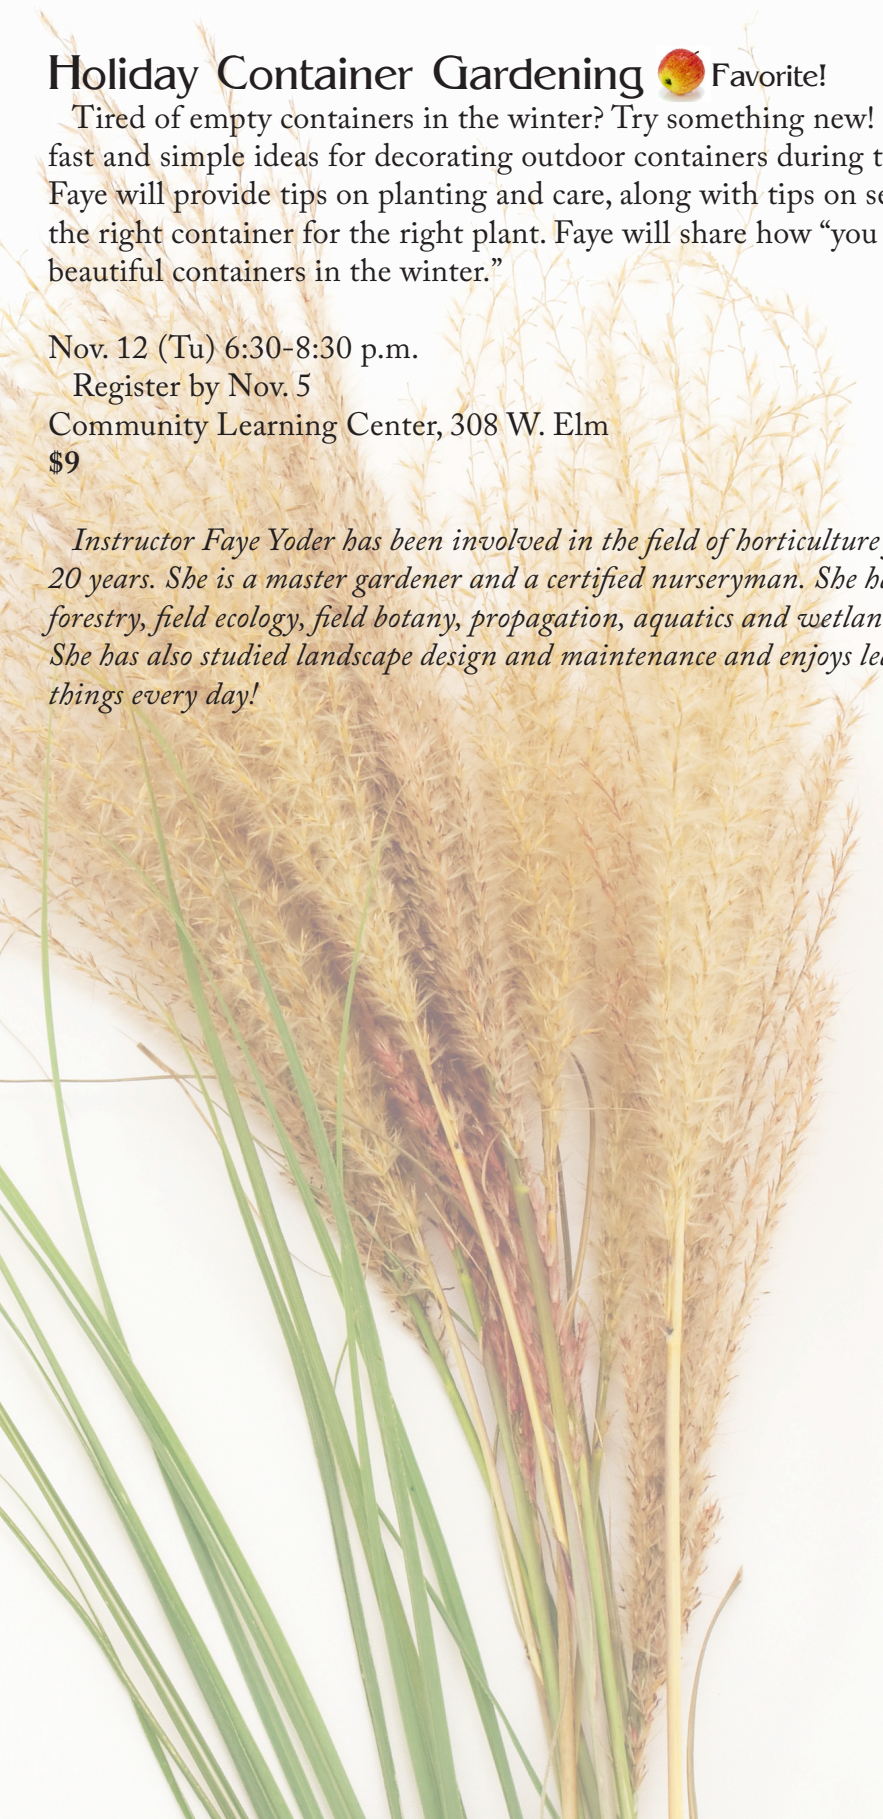 Holiday Container Gardening Favorite!
Tired of empty containers in the winter? Try something new!
fast and simple ideas for decorating outdoor containers during
Faye will provide tips on planting and care, along with tips on
the right container for the right plant. Faye will share how “you
beautiful containers in the winter.”
Nov. 12 (Tu) 6:30-8:30 p.m.
Register by Nov. 5
Community Learning Center, 308 W. Elm
$9
Instructor Faye Yoder has been involved in the field of horticulture
20 years. She is a master gardener and a certified nurseryman. She
forestry, field ecology, field botany, propagation, aquatics and
She has also studied landscape design and maintenance and enjoys
things every day!